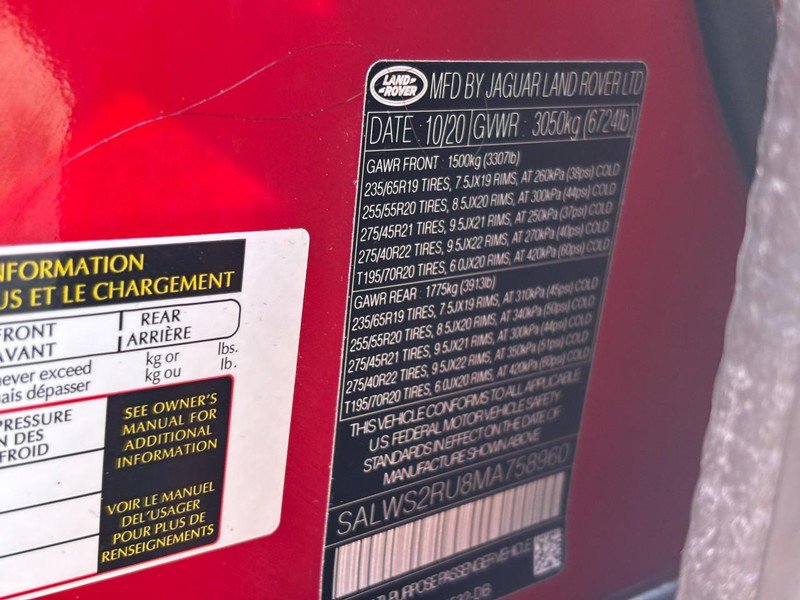 LAND ROVER MFD BY JAGUAR LAND ROVER LTD
DATE 10/20 GVWR : 3050kg (6724lb)
GAWR FRONT : 1500kg (3307lb)
235/65R19 TIRES, 7.5JX19 RIMS, AT 260kPa (38psi) COLD
255/55R20 TIRES, 8.5JX20 RIMS, AT 300kPa (44psi) COLD
275/45R21 TIRES, 9.5JX21 RIMS, AT 250kPa (37psi) COLD
275/40R22 TIRES, 9.5JX22 RIMS, AT 270kPa (40psi) COLD
T195/70R20 TIRES, 6.0JX20 RIMS, AT 420kPa (60psi) COLD
GAWR REAR : 1775kg (3913lb)
235/65R19 TIRES, 7.5JX19 RIMS, AT 310kPa (45psi) COLD
255/55R20 TIRES, 8.5JX20 RIMS, AT 340kPa (50psi) COLD
275/45R21 TIRES, 9.5JX21 RIMS, AT 300kPa (44psi) COLD
275/40R22 TIRES, 9.5JX22 RIMS, AT 350kPa (51psi) COLD
T195/70R20 TIRES, 6.0JX20 RIMS, AT 420kPa (60psi) COLD
THIS VEHICLE CONFORMS TO ALL APPLICABLE
U.S. FEDERAL MOTOR VEHICLE SAFETY
STANDARDS IN EFFECT ON THE DATE OF
MANUFACTURE SHOWN ABOVE
SALWS2RU8MA758960
PURPOSE PASSENGER VEHICLE
NFORMATION
US ET LE CHARGEMENT
FRONT REAR
AVANT ARRIÈRE
never exceed kg or lbs.
ais dépasser kg ou lb.
PRESSURE
N DES
FROID
SEE OWNER'S
MANUAL FOR
ADDITIONAL
INFORMATION
VOIR LE MANUEL
DEL'USAGER
POUR PLUS DE
RENSEIGNEMENTS